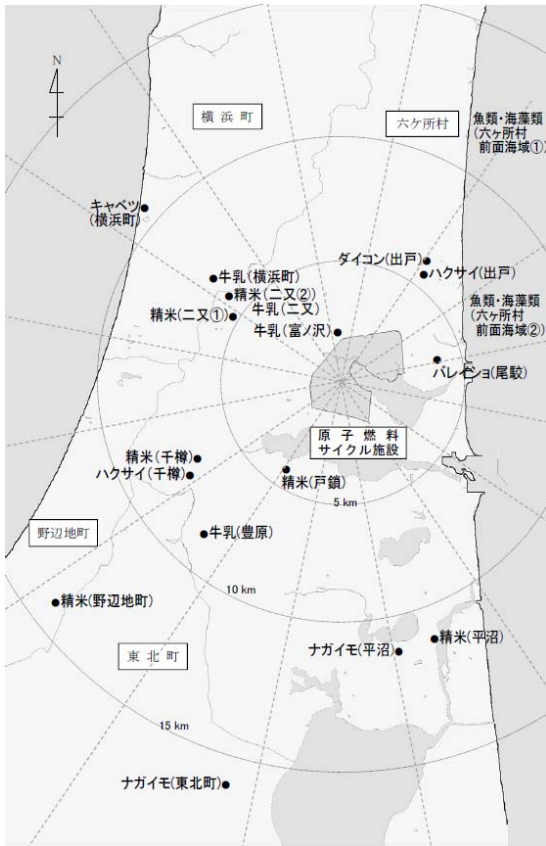 N
横浜町
六ケ所村
魚類・海藻類
(六ヶ所村
前面海域①)
キャベツ
(横浜町)
ダイコン(出戸)
ハクサイ(出戸)
牛乳(横浜町)
精米(二又②)
牛乳(二又)
精米(二又①)
魚類・海藻類
(六ヶ所村
前面海域②)
牛乳(富ノ沢)
バレイショ(尾駮)
原子燃料
サイクル施設
精米(千樽)
ハクサイ(千樽)
精米(戸鎖)
5 km
野辺地町
牛乳(豊原)
10 km
精米(野辺地町)
精米(平沼)
ナガイモ(平沼)
東北町
15 km
ナガイモ(東北町)